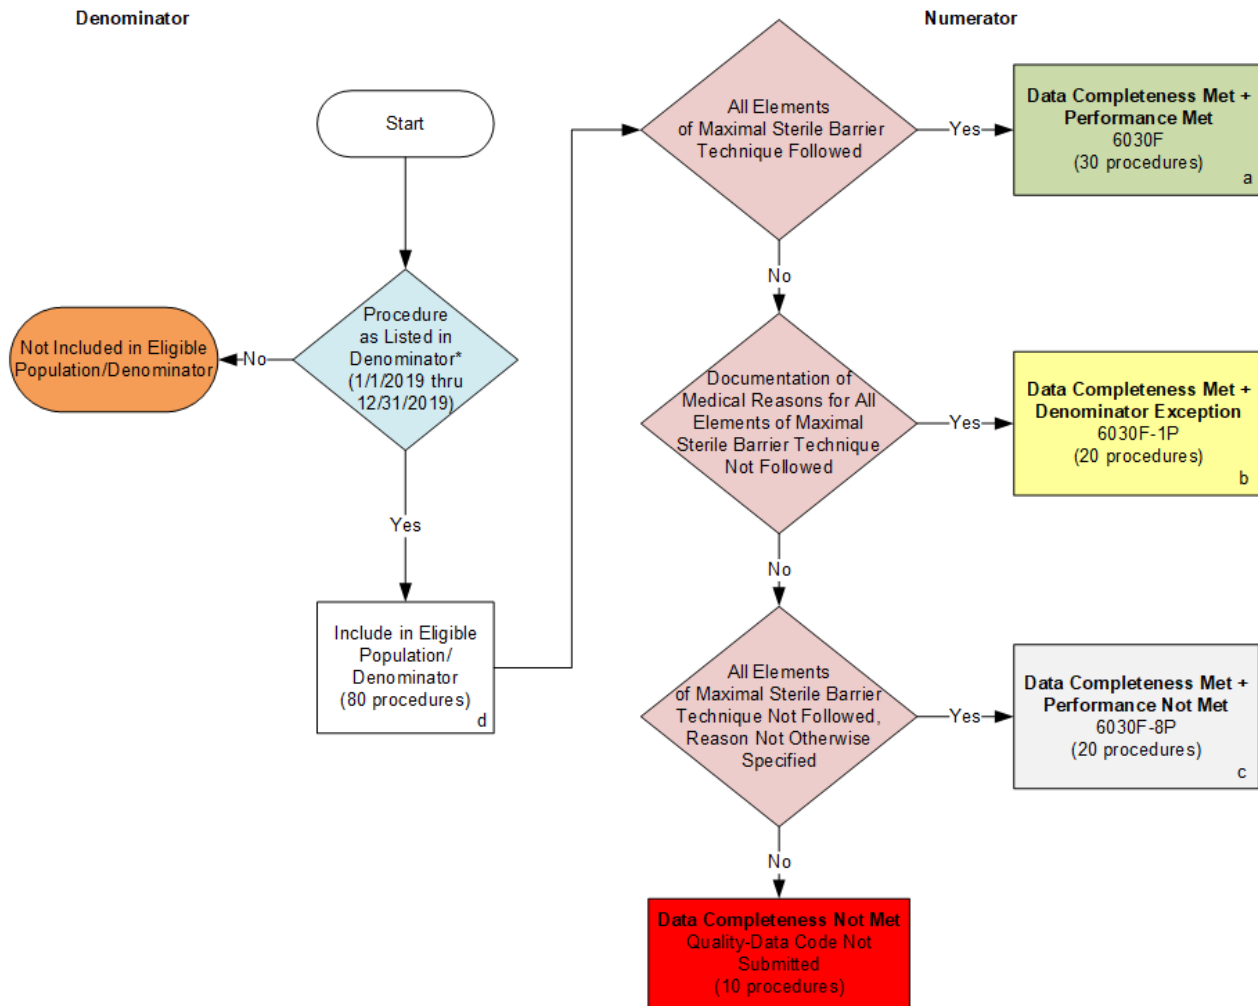 Denominator
Numerator
Start
Procedure
as Listed in
Denominator*
(1/1/2019 thru
12/31/2019)
No
Not Included in Eligible
Population/Denominator
Yes
Include in Eligible
Population/
Denominator
(80 procedures)
d
All Elements
of Maximal Sterile Barrier
Technique Followed
Yes
Data Completeness Met +
Performance Met
6030F
(30 procedures)
a
No
Documentation of
Medical Reasons for All
Elements of Maximal
Sterile Barrier Technique
Not Followed
Yes
Data Completeness Met +
Denominator Exception
6030F-1P
(20 procedures)
b
No
All Elements
of Maximal Sterile Barrier
Technique Not Followed,
Reason Not Otherwise
Specified
Yes
Data Completeness Met +
Performance Not Met
6030F-8P
(20 procedures)
c
No
Data Completeness Not Met
Quality-Data Code Not
Submitted
(10 procedures)